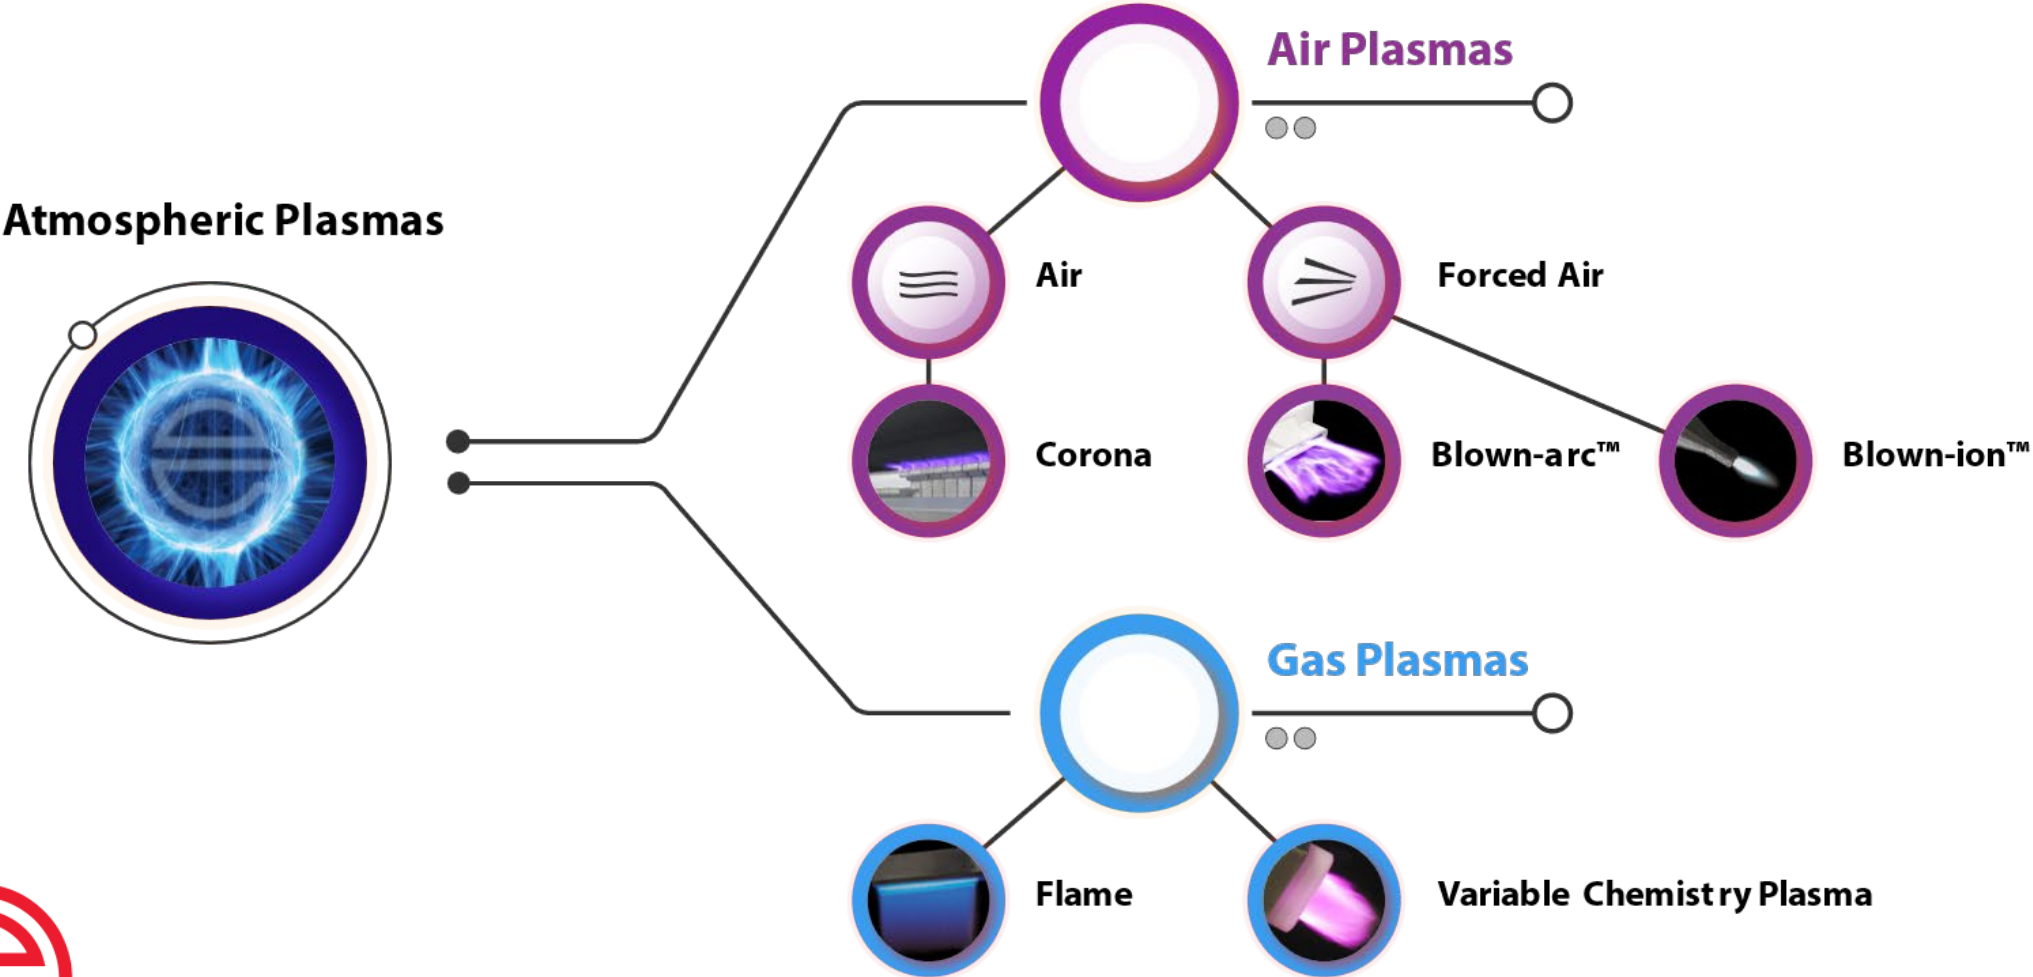 Air Plasmas
Atmospheric Plasmas
Air
Forced Air
Corona
Blown-arc™
Blown-ion™
Gas Plasmas
Flame
Variable Chemistry Plasma